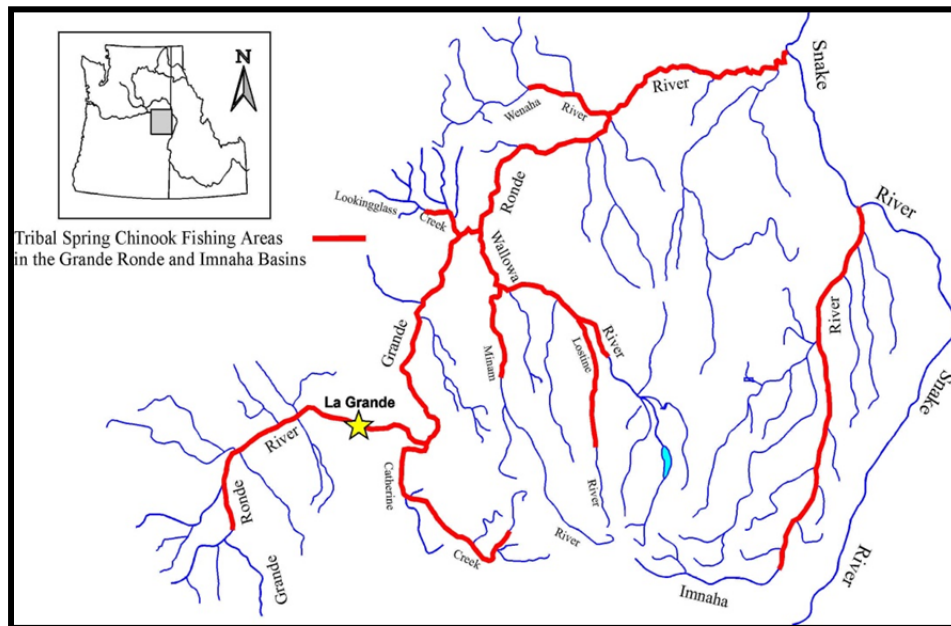 N
Tribal Spring Chinook Fishing Areas
in the Grande Ronde and Imnaha Basins
Snake
River
River
Wenaha
River
Ronde
Lookingglass
Creek
Wallowa
River
Grande
Minam
Lostine
River
River
Snake
La Grande
River
Catherine
Ronde
River
River
Creek
Grande
Imnaha
River